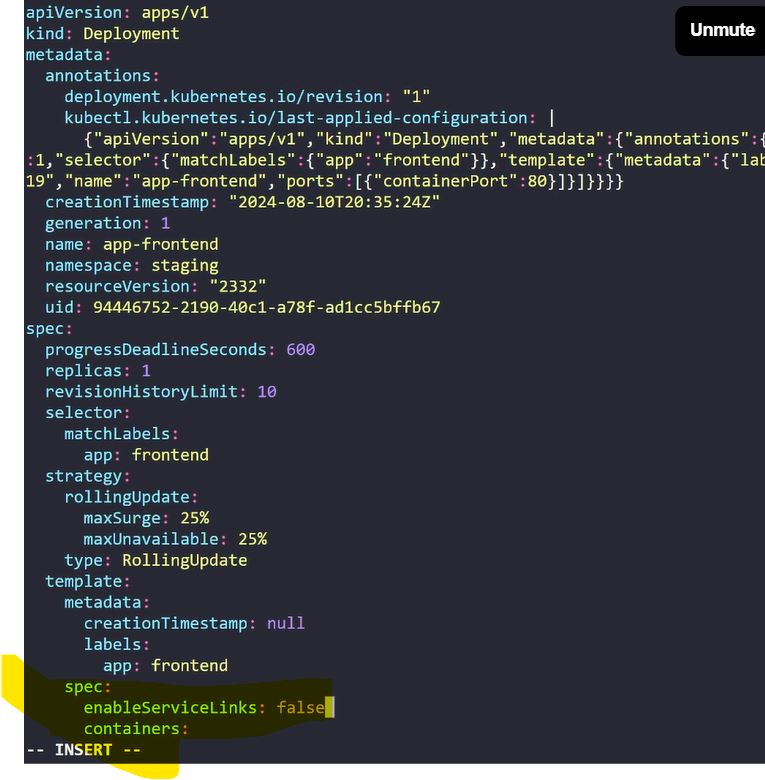 apiVersion: apps/v1
Unmute
kind: Deployment
metadata:
annotations:
deployment.kubernetes.io/revision: "1"
kubectl.kubernetes.io/last-applied-configuration: |
{"apiVersion":"apps/v1","kind":"Deployment","metadata":{"annotations":{
:1,"selector":{"matchLabels":{"app":"frontend"}},"template":{"metadata":{"lab
19","name":"app-frontend","ports":[{"containerPort":80}]}]}}}}
creationTimestamp: "2024-08-10T20:35:24Z"
generation: 1
name: app-frontend
namespace: staging
resourceVersion: "2332"
uid: 94446752-2190-40c1-a78f-ad1cc5bffb67
spec:
progressDeadlineSeconds: 600
replicas: 1
revisionHistoryLimit: 10
selector:
matchLabels:
app: frontend
strategy:
rollingUpdate:
maxSurge: 25%
maxUnavailable: 25%
type: RollingUpdate
template:
metadata:
creationTimestamp: null
labels:
app: frontend
spec:
enableServiceLinks: false
containers:
-- INSERT --